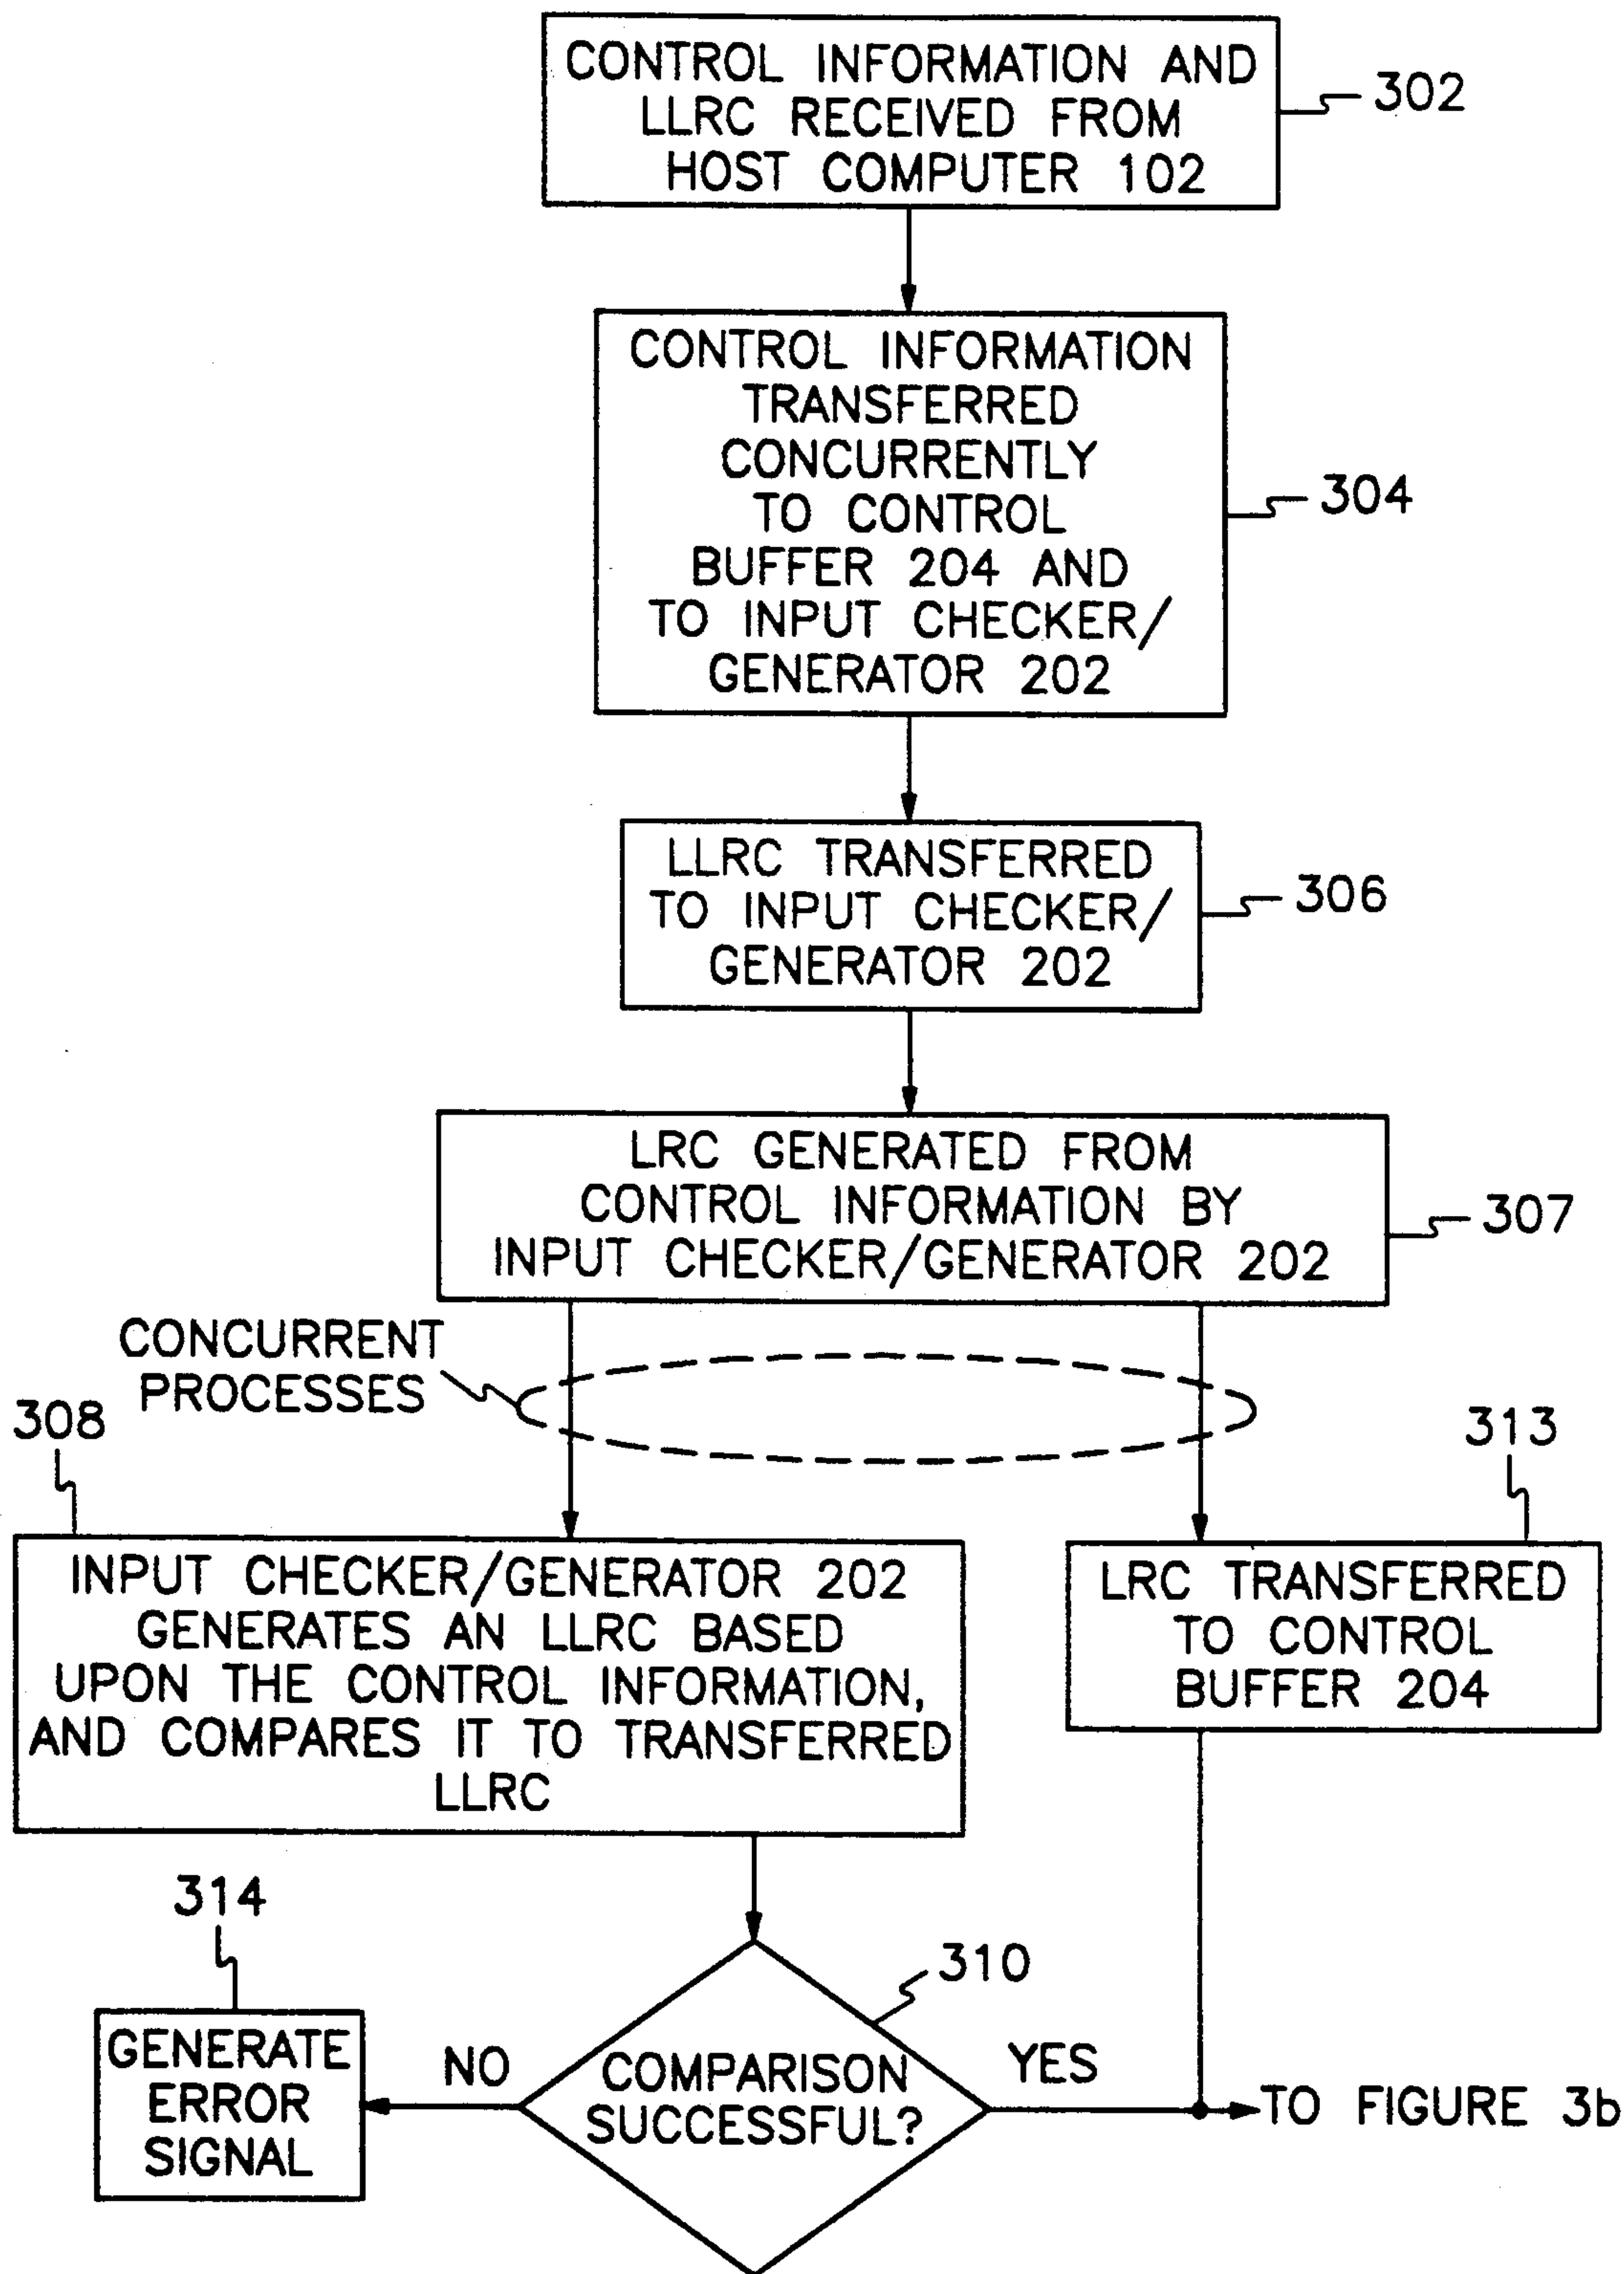 CONTROL INFORMATION AND
LLRC RECEIVED FROM
HOST COMPUTER 102
302
CONTROL INFORMATION
TRANSFERRED
CONCURRENTLY
TO CONTROL
BUFFER 204 AND
TO INPUT CHECKER/
GENERATOR 202
304
LLRC TRANSFERRED
TO INPUT CHECKER/
GENERATOR 202
306
LRC GENERATED FROM
CONTROL INFORMATION BY
INPUT CHECKER/GENERATOR 202
307
CONCURRENT
PROCESSES
308
INPUT CHECKER/GENERATOR 202
GENERATES AN LLRC BASED
UPON THE CONTROL INFORMATION,
AND COMPARES IT TO TRANSFERRED
LLRC
313
LRC TRANSFERRED
TO CONTROL
BUFFER 204
314
GENERATE
ERROR
SIGNAL
NO
310
COMPARISON
SUCCESSFUL?
YES
TO FIGURE 3b